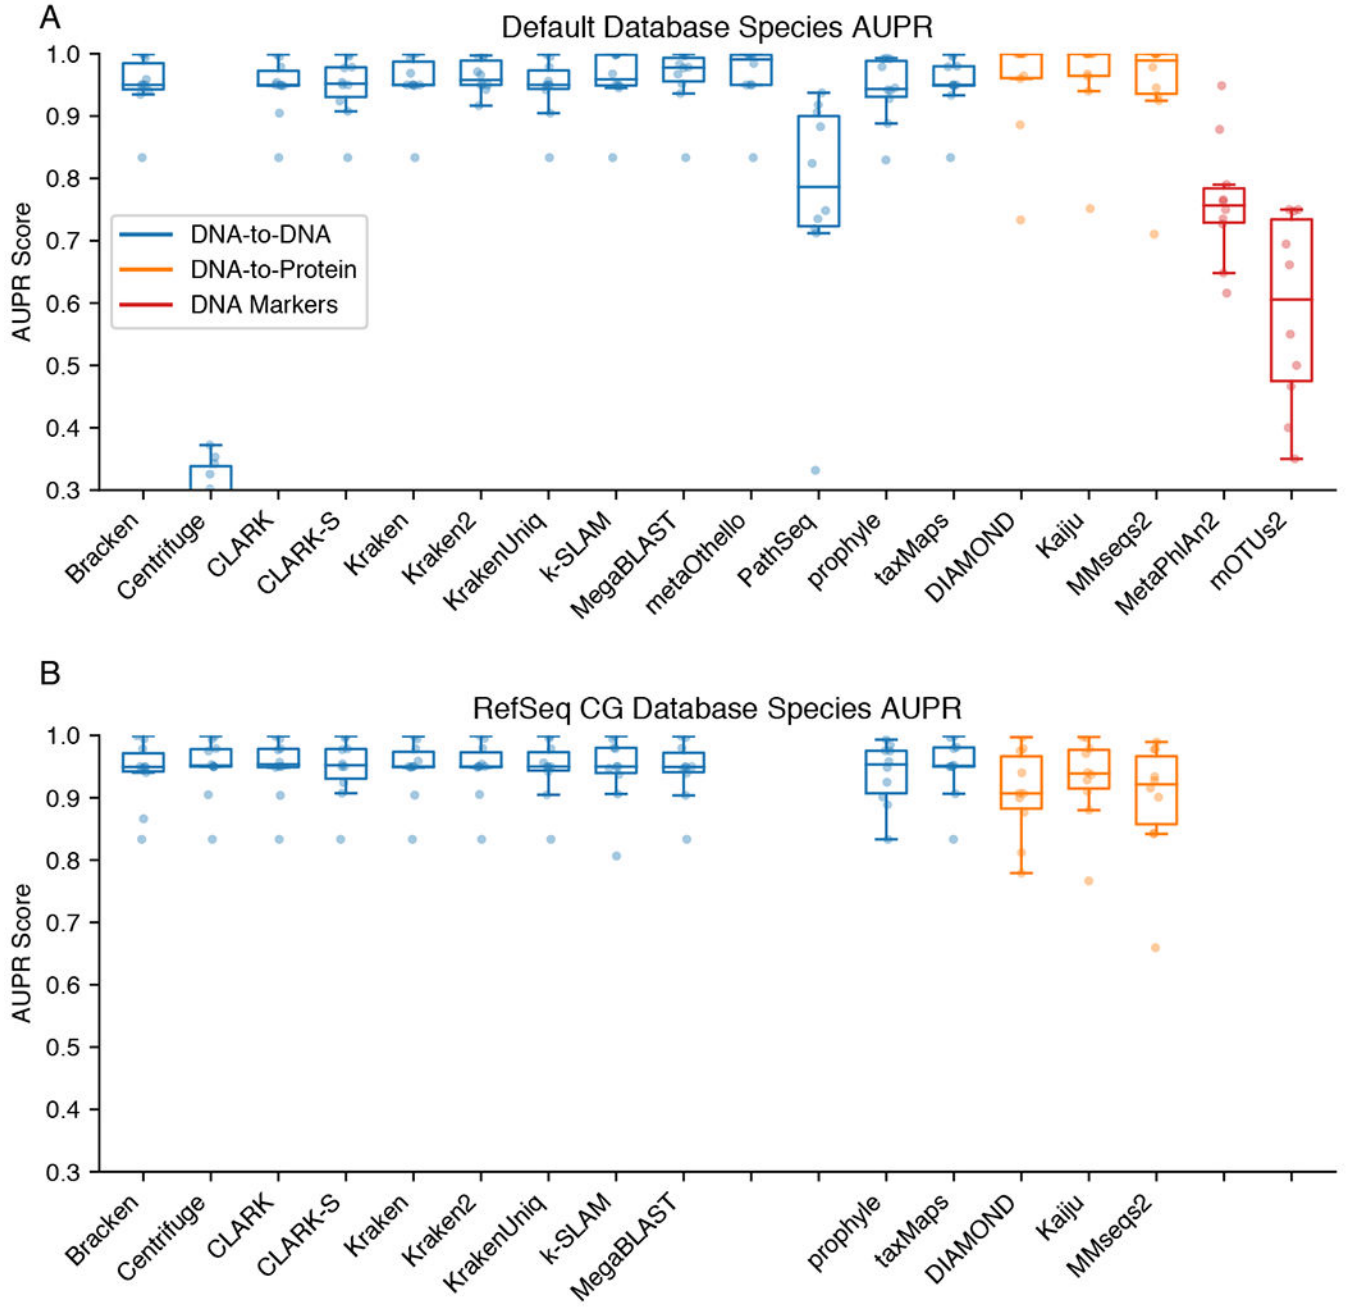 A
Default Database Species AUPR
AUPR Score
1.0
0.9
0.8
0.7
0.6
0.5
0.4
0.3
DNA-to-DNA
DNA-to-Protein
DNA Markers
Bracken
Centrifuge
CLARK
CLARK-S
Kraken
Kraken2
KrakenUniq
k-SLAM
MegaBLAST
metaOthello
PathSeq
prophyle
taxMaps
DIAMOND
Kaiju
MMseqs2
MetaPhlAn2
mOTUs2
B
RefSeq CG Database Species AUPR
AUPR Score
1.0
0.9
0.8
0.7
0.6
0.5
0.4
0.3
Bracken
Centrifuge
CLARK
CLARK-S
Kraken
Kraken2
KrakenUniq
k-SLAM
MegaBLAST
prophyle
taxMaps
DIAMOND
Kaiju
MMseqs2